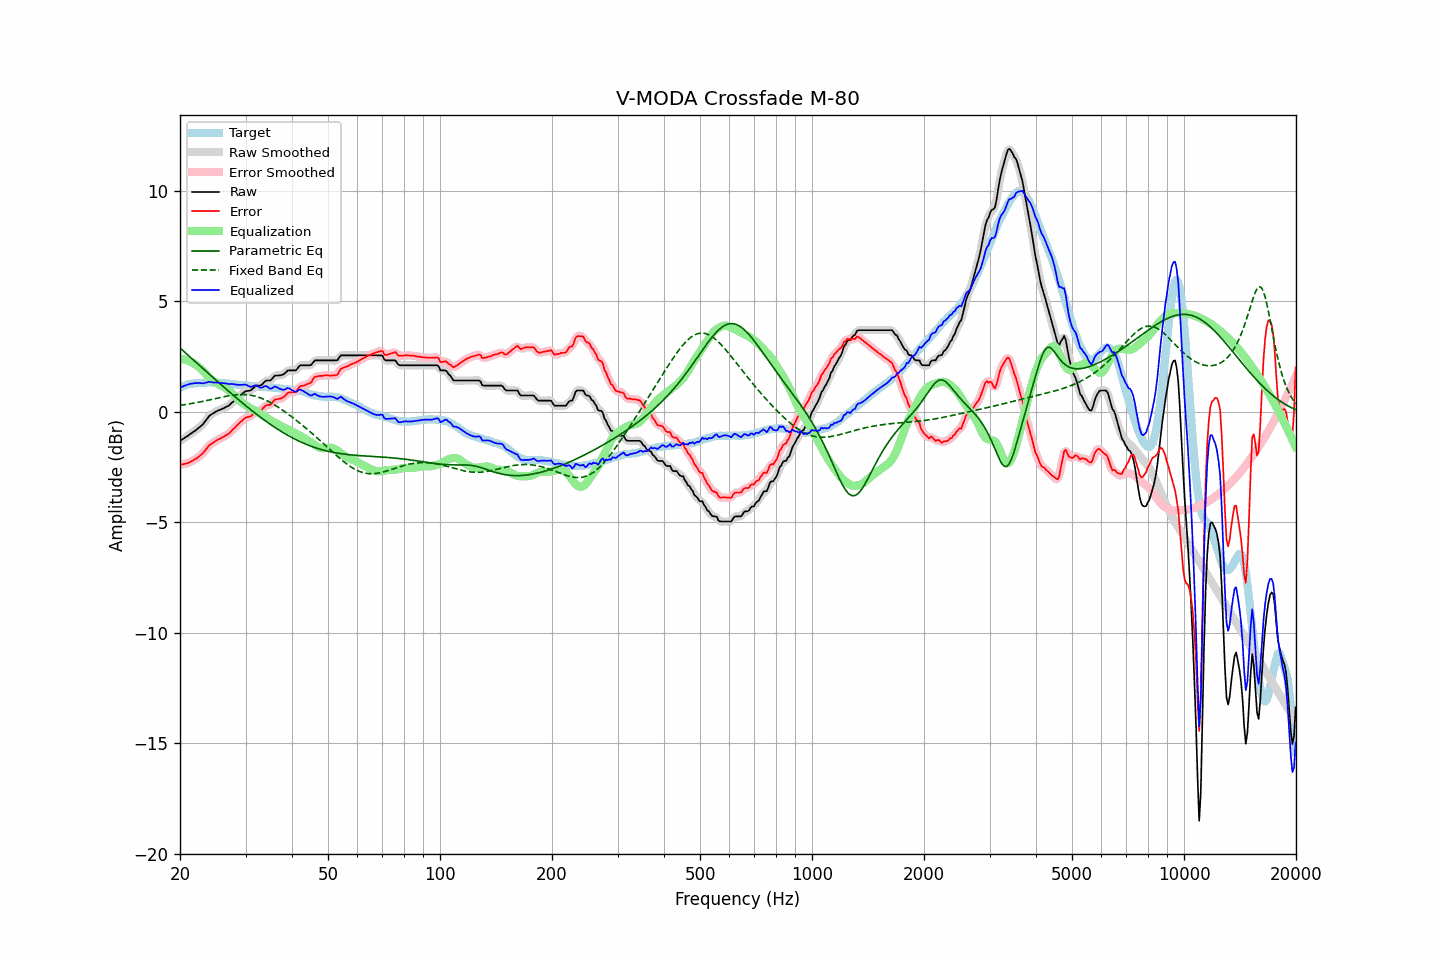 V-MODA Crossfade M-80
Target
Raw Smoothed
Error Smoothed
Raw
Error
Equalization
Parametric Eq
Fixed Band Eq
Equalized
Amplitude (dBr)
10
5
0
−5
−10
−15
−20
20 50 100 200 500 1000 2000 5000 10000 20000
Frequency (Hz)